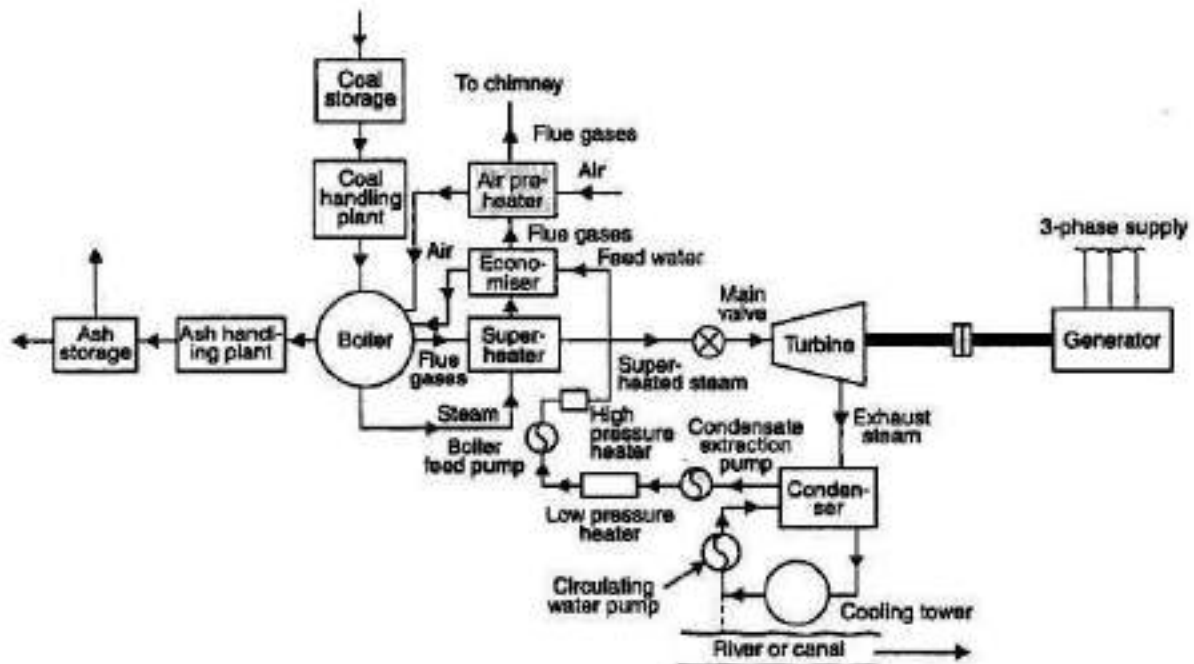 Coal
storage
To chimney
Flue gases
Coal
handling
plant
Air pre-
heater
Air
Flue gases
Air
Econo-
miser
Feed water
3-phase supply
Ash
storage
Ash handl-
ing plant
Boiler
Flue
gases
Super-
heater
Main
valve
Super-
heated steam
Turbine
Generator
Steam
Boiler
feed pump
High
pressure
heater
Condensate
extraction
pump
Exhaust
steam
Low pressure
heater
Conden-
ser
Circulating
water pump
Cooling tower
River or canal